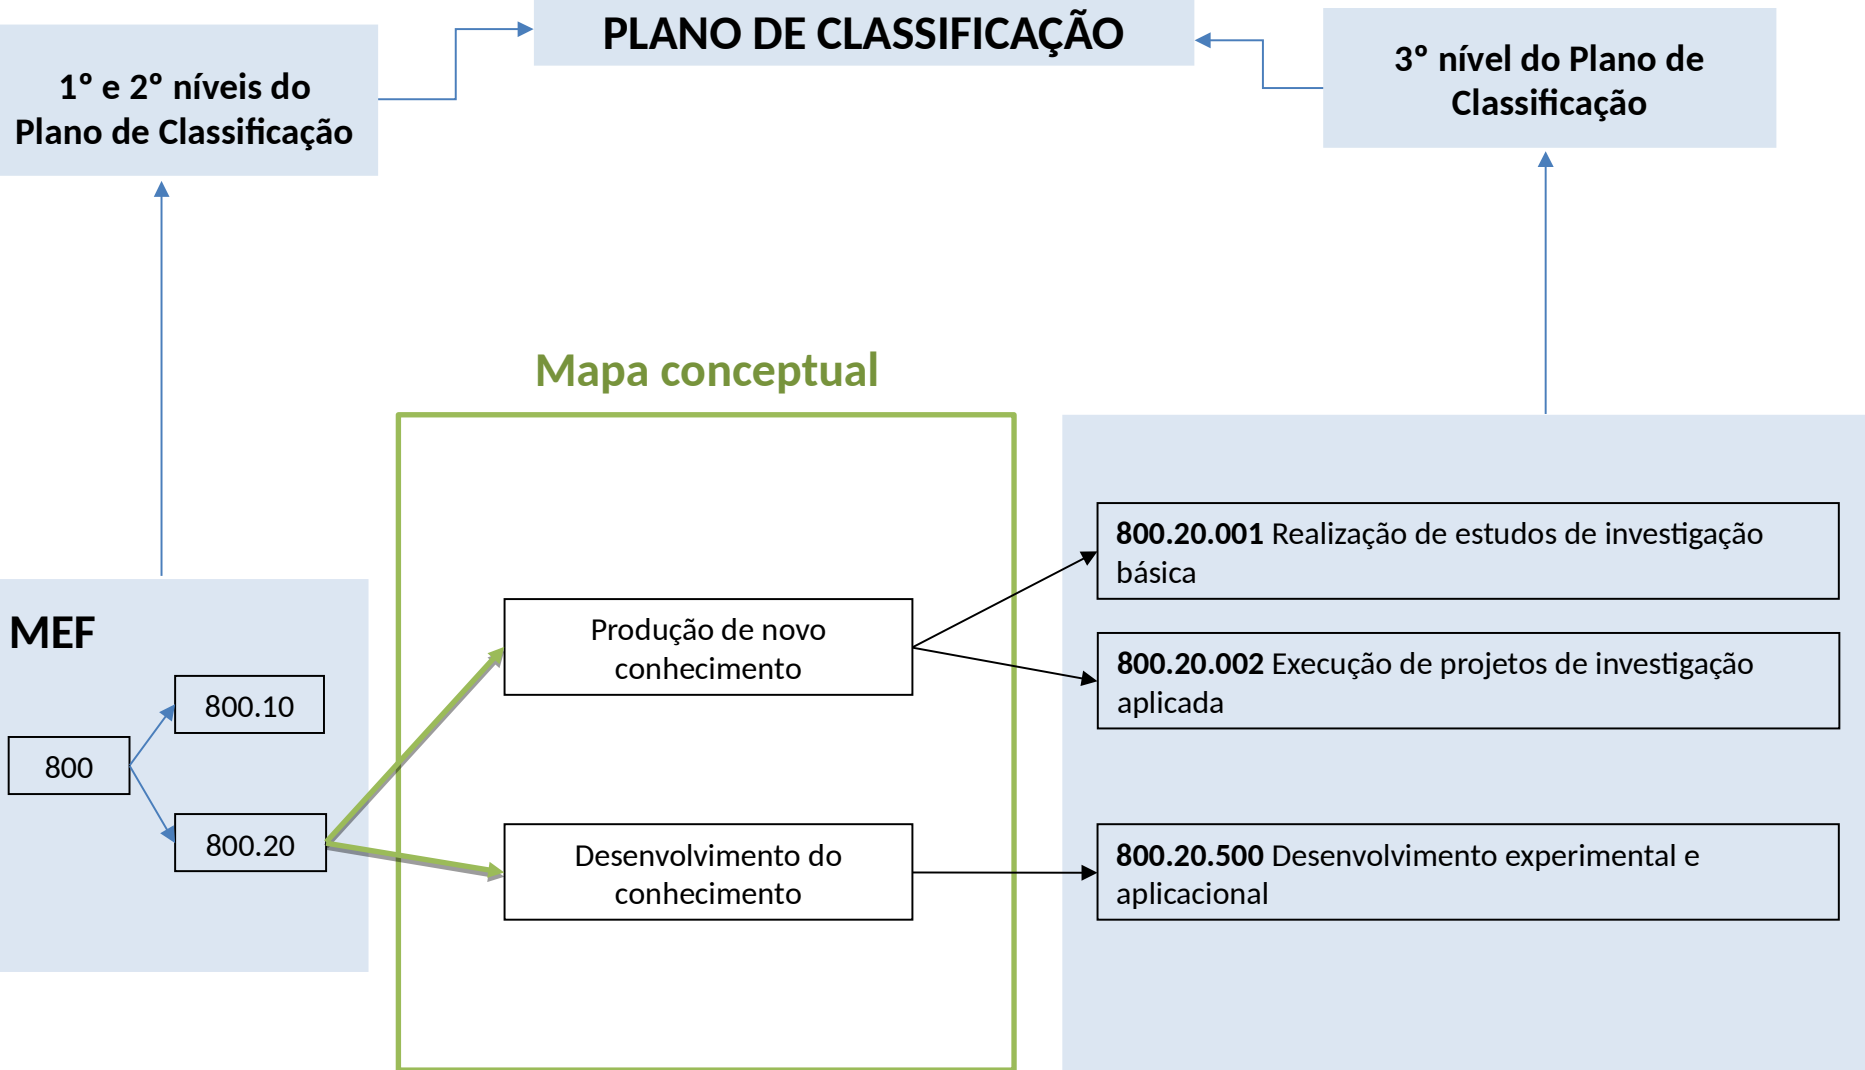 PLANO DE CLASSIFICAÇÃO
1º e 2º níveis do
Plano de Classificação
3º nível do Plano de
Classificação
Mapa conceptual
MEF
800
800.10
800.20
Produção de novo
conhecimento
Desenvolvimento do
conhecimento
800.20.001 Realização de estudos de investigação
básica
800.20.002 Execução de projetos de investigação
aplicada
800.20.500 Desenvolvimento experimental e
aplicacional